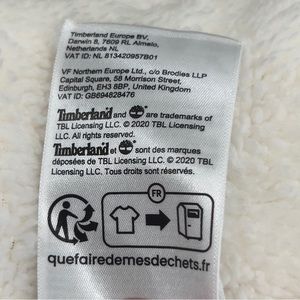 Timberland Europe BV,
Darwin 8, 7609 RL Almelo,
Netherlands NL
VAT ID: NL 813420957B01
VF Northern Europe Ltd., c/o Brodies LLP
Capital Square, 58 Morrison Street,
Edinburgh, EH3 8BP, United Kingdom
VAT ID: GB694828476
Timberland and are trademarks of
TBL Licensing LLC. © 2020 TBL Licensing
LLC. All rights reserved.
Timberland et sont des marques
déposées de TBL Licensing LLC. © 2020 TBL
Licensing LLC. Tous droits sont réservés.
FR
quefairedemesdechets.fr